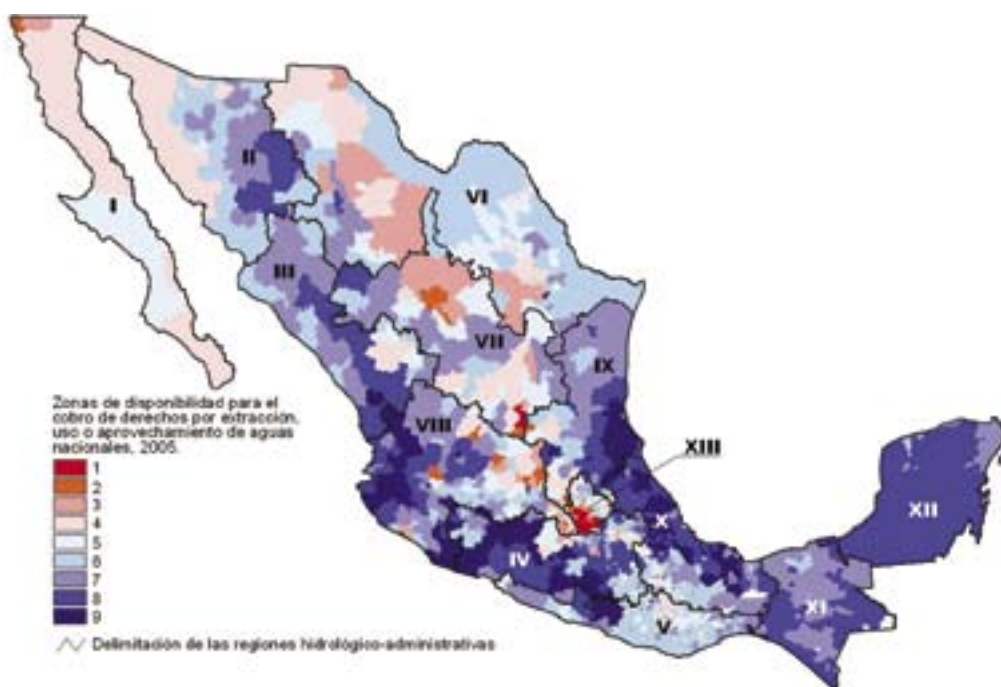 I
II
III
VI
VII
IX
VIII
XIII
XII
X
IV
XI
V
Zonas de disponibilidad para el
cobro de derechos por extracción,
uso o aprovechamiento de aguas
nacionales, 2005.
1
2
3
4
5
6
7
8
9
Delimitación de las regiones hidrológico-administrativas